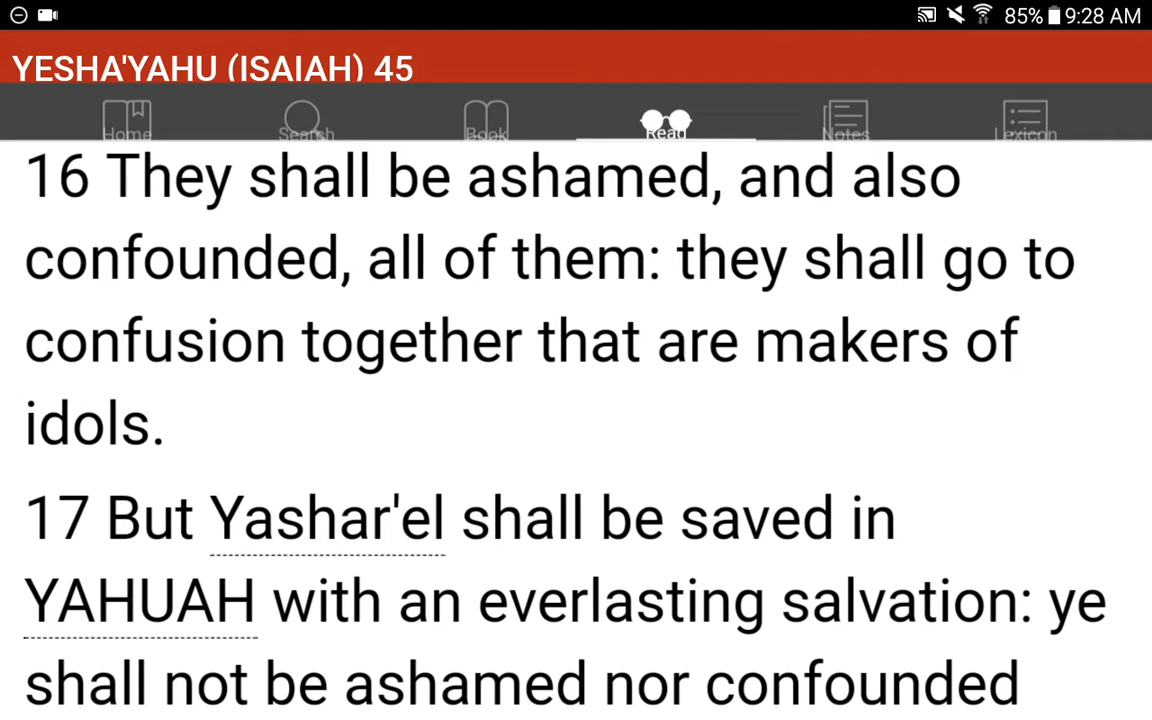 85% 9:28 AM
YESHA'YAHU (ISAIAH) 45
Home Search Book Read Notes Lexicon
16 They shall be ashamed, and also
confounded, all of them: they shall go to
confusion together that are makers of
idols.
17 But Yashar'el shall be saved in
YAHUAH with an everlasting salvation: ye
shall not be ashamed nor confounded